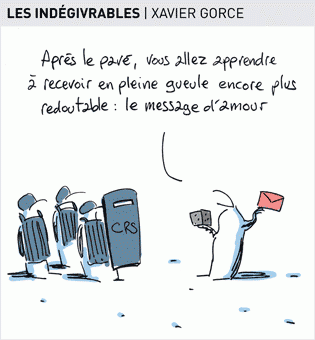 LES INDÉGIVRABLES | XAVIER GORCE
Après le pavé, vous allez apprendre
à recevoir en pleine gueule encore plus
redoutable : le message d'amour
CRS